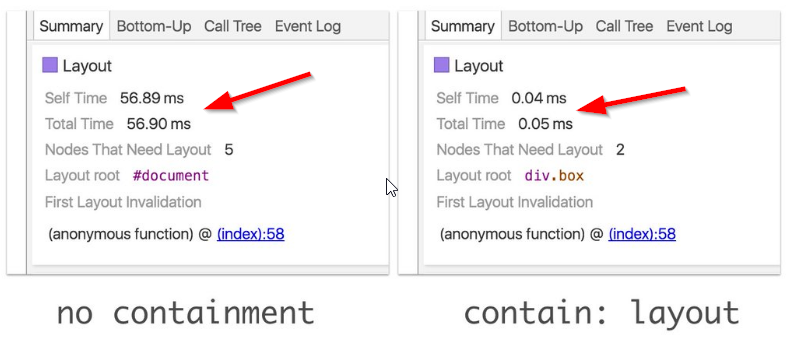 Summary Bottom-Up Call Tree Event Log
Layout
Self Time 56.89 ms
Total Time 56.90 ms
Nodes That Need Layout 5
Layout root #document
First Layout Invalidation
(anonymous function) @ (index):58
no containment
Summary Bottom-Up Call Tree Event Log
Layout
Self Time 0.04 ms
Total Time 0.05 ms
Nodes That Need Layout 2
Layout root div.box
First Layout Invalidation
(anonymous function) @ (index):58
contain: layout